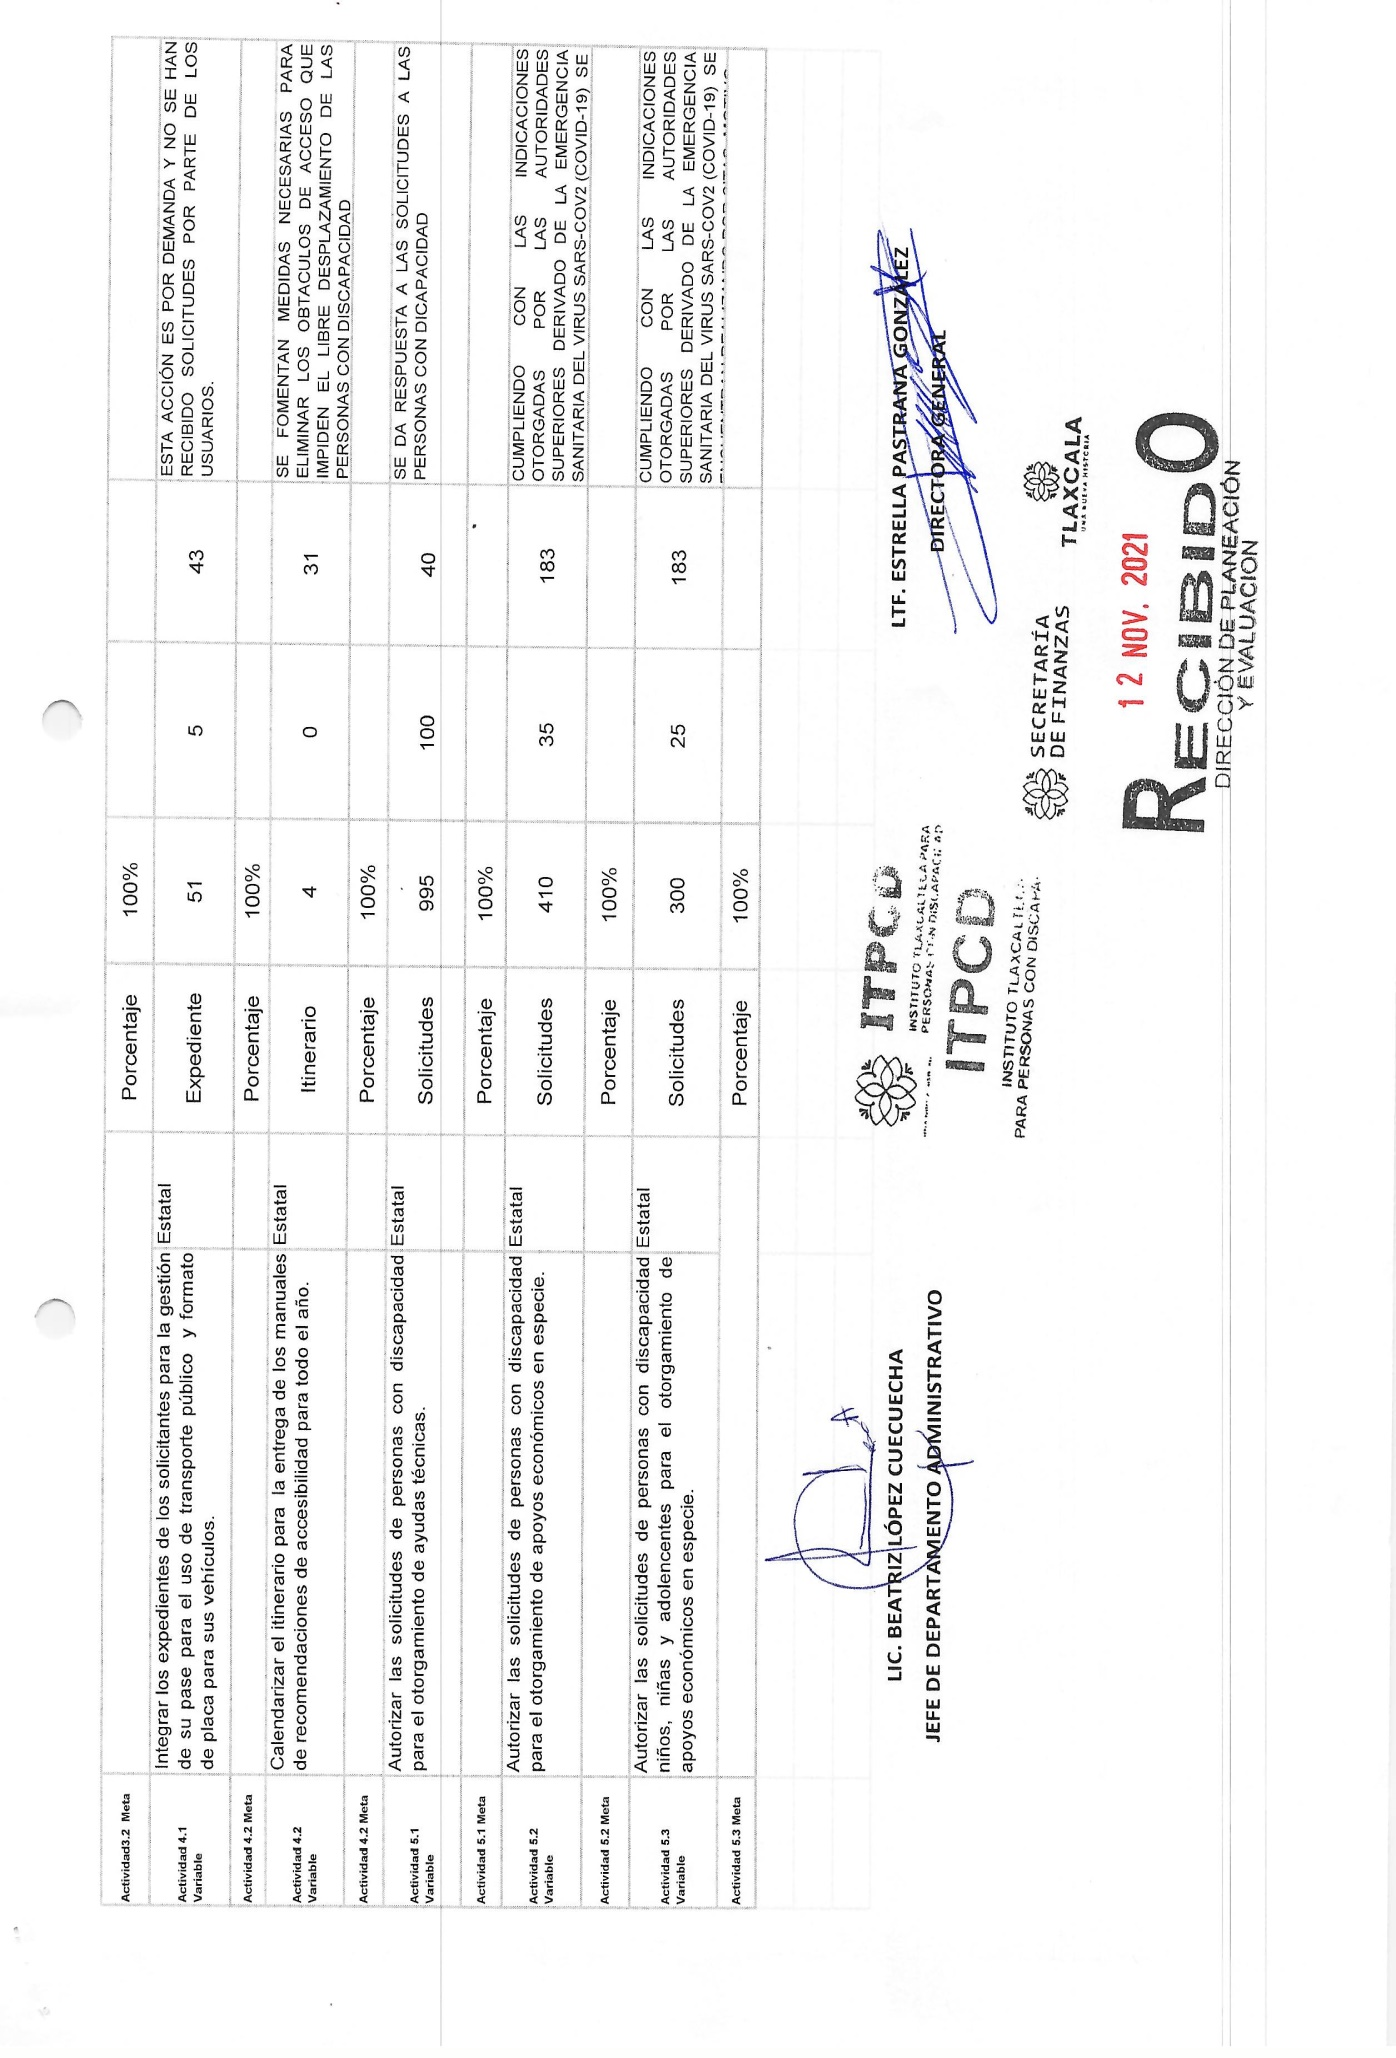 Actividad3.2 Meta
Porcentaje
100%
Actividad 4.1
Variable
Integrar los expedientes de los solicitantes para la gestión
de su pase para el uso de transporte público y formato
de placa para sus vehículos.
Estatal
Expediente
51
5
43
ESTA ACCIÓN ES POR DEMANDA Y NO SE HAN
RECIBIDO SOLICITUDES POR PARTE DE LOS
USUARIOS.
Actividad 4.2 Meta
Porcentaje
100%
Actividad 4.2
Variable
Calendarizar el itinerario para la entrega de los manuales
de recomendaciones de accesibilidad para todo el año.
Estatal
Itinerario
4
0
31
SE FOMENTAN MEDIDAS NECESARIAS PARA
ELIMINAR LOS OBTACULOS DE ACCESO QUE
IMPIDEN EL LIBRE DESPLAZAMIENTO DE LAS
PERSONAS CON DISCAPACIDAD
Actividad 4.2 Meta
Porcentaje
100%
Actividad 5.1
Variable
Autorizar las solicitudes de personas con discapacidad
para el otorgamiento de ayudas técnicas.
Estatal
Solicitudes
995
100
40
SE DA RESPUESTA A LAS SOLICITUDES A LAS
PERSONAS CON DICAPACIDAD
Actividad 5.1 Meta
Porcentaje
100%
Actividad 5.2
Variable
Autorizar las solicitudes de personas con discapacidad
para el otorgamiento de apoyos económicos en especie.
Estatal
Solicitudes
410
35
183
CUMPLIENDO CON LAS INDICACIONES
OTORGADAS POR LAS AUTORIDADES
SUPERIORES DERIVADO DE LA EMERGENCIA
SANITARIA DEL VIRUS SARS-COV2 (COVID-19) SE
Actividad 5.2 Meta
Porcentaje
100%
Actividad 5.3
Variable
Autorizar las solicitudes de personas con discapacidad
niños, niñas y adolencentes para el otorgamiento de
apoyos económicos en especie.
Estatal
Solicitudes
300
25
183
CUMPLIENDO CON LAS INDICACIONES
OTORGADAS POR LAS AUTORIDADES
SUPERIORES DERIVADO DE LA EMERGENCIA
SANITARIA DEL VIRUS SARS-COV2 (COVID-19) SE
Actividad 5.3 Meta
Porcentaje
100%
LIC. BEATRIZ LÓPEZ CUECUECHA
JEFE DE DEPARTAMENTO ADMINISTRATIVO
ITPCD
INSTITUTO TLAXCALTECA PARA
PERSONAS CON DISCAPACIDAD
ITPCD
INSTITUTO TLAXCALTECA
PARA PERSONAS CON DISCAPA
LTF. ESTRELLA PASTRANA GONZÁLEZ
DIRECTORA GENERAL
SECRETARÍA
DE FINANZAS
TLAXCALA
UNA NUEVA HISTORIA
12 NOV. 2021
RECIBIDO
DIRECCIÓN DE PLANEACIÓN
Y EVALUACION